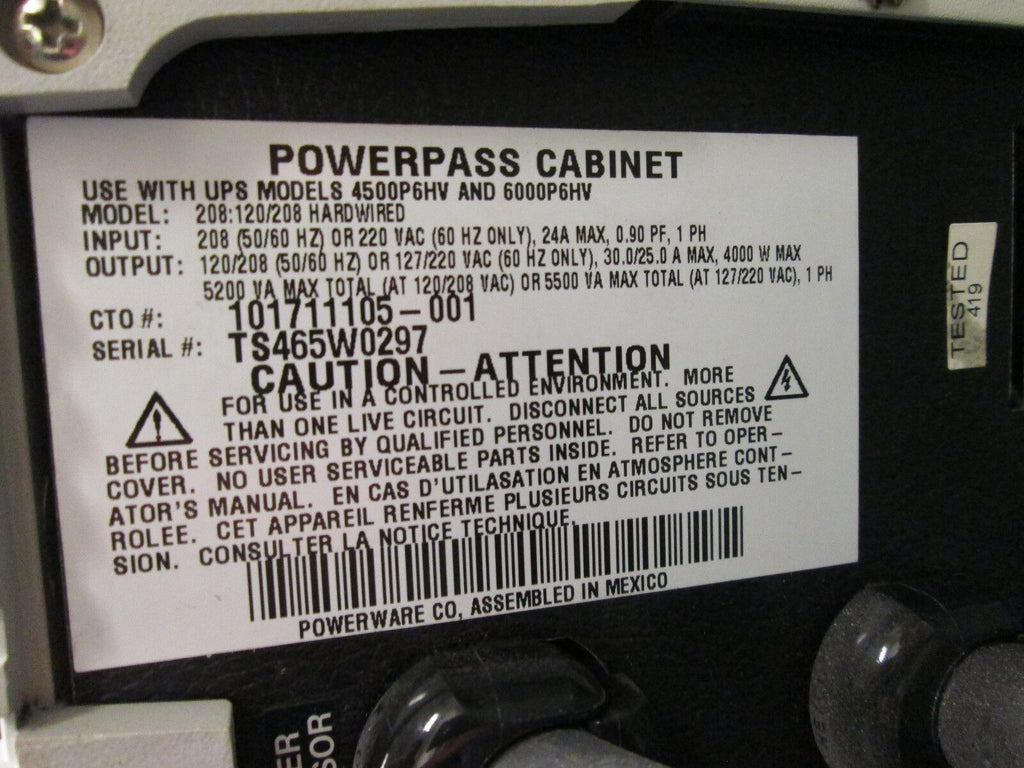 POWERPASS CABINET
USE WITH UPS MODELS 4500P6HV AND 6000P6HV
MODEL: 208:120/208 HARDWIRED
INPUT: 208 (50/60 HZ) OR 220 VAC (60 HZ ONLY), 24A MAX, 0.90 PF, 1 PH
OUTPUT: 120/208 (50/60 HZ) OR 127/220 VAC (60 HZ ONLY), 30.0/25.0 A MAX, 4000 W MAX
5200 VA MAX TOTAL (AT 120/208 VAC) OR 5500 VA MAX TOTAL (AT 127/220 VAC), 1 PH
CTO #: 101711105-001
SERIAL #: TS465W0297
CAUTION - ATTENTION
FOR USE IN A CONTROLLED ENVIRONMENT. MORE
THAN ONE LIVE CIRCUIT. DISCONNECT ALL SOURCES
BEFORE SERVICING BY QUALIFIED PERSONNEL. DO NOT REMOVE
COVER. NO USER SERVICEABLE PARTS INSIDE. REFER TO OPER-
ATOR'S MANUAL. EN CAS D'UTILASATION EN ATMOSPHERE CONT-
ROLEE. CET APPAREIL RENFERME PLUSIEURS CIRCUITS SOUS TEN-
SION. CONSULTER LA NOTICE TECHNIQUE.
POWERWARE CO, ASSEMBLED IN MEXICO
TESTED
419
ER
SOR